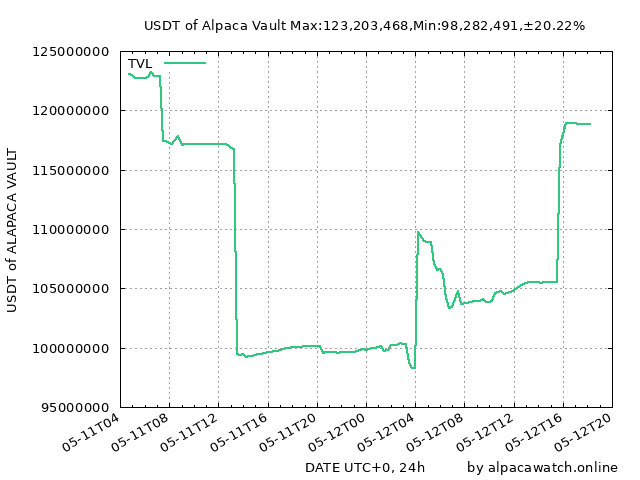 USDT of Alpaca Vault Max:123,203,468,Min:98,282,491,±20.22%
TVL
USDT of ALAPACA VAULT
125000000
120000000
115000000
110000000
105000000
100000000
95000000
05-11T04
05-11T08
05-11T12
05-11T16
05-11T20
05-12T00
05-12T04
05-12T08
05-12T12
05-12T16
05-12T20
DATE UTC+0, 24h
by alpacawatch.online